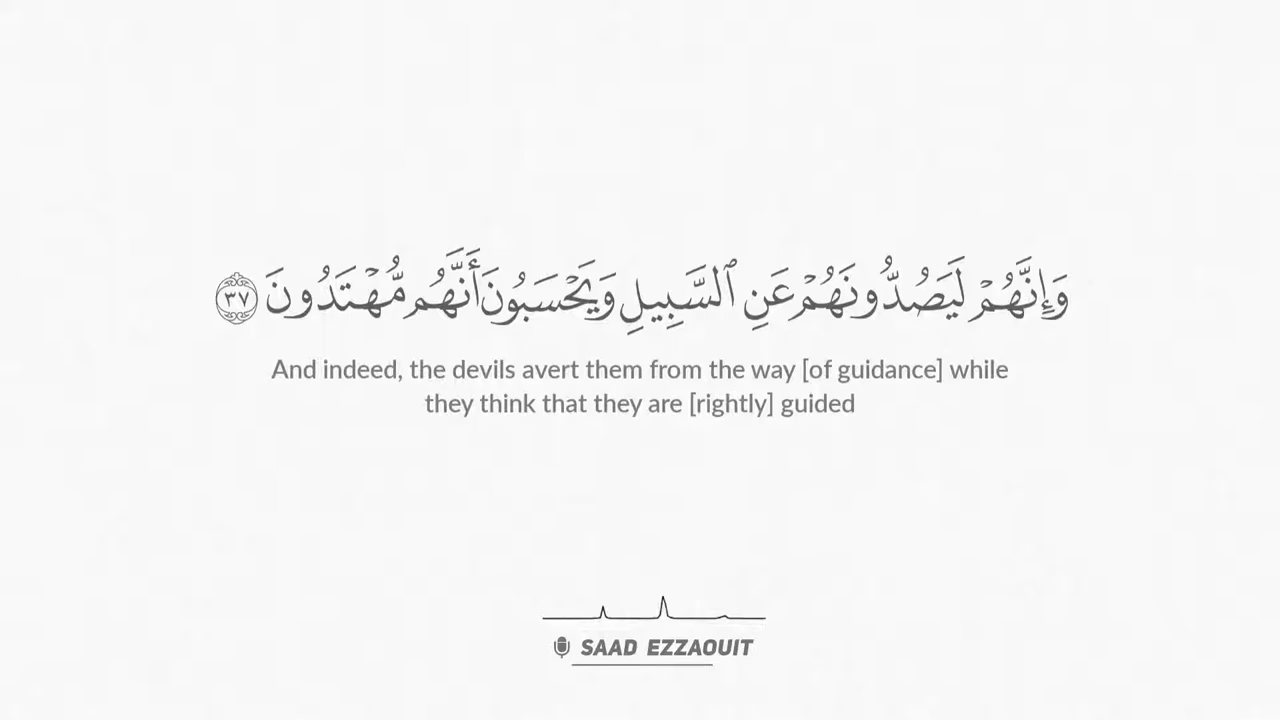 وَإِنَّهُمْ لَيَصُدُّونَهُمْ عَنِ ٱلسَّبِيلِ وَيَحْسَبُونَ أَنَّهُم مُّهْتَدُونَ ٣٧
And indeed, the devils avert them from the way [of guidance] while
they think that they are [rightly] guided
SAAD EZZAOUIT